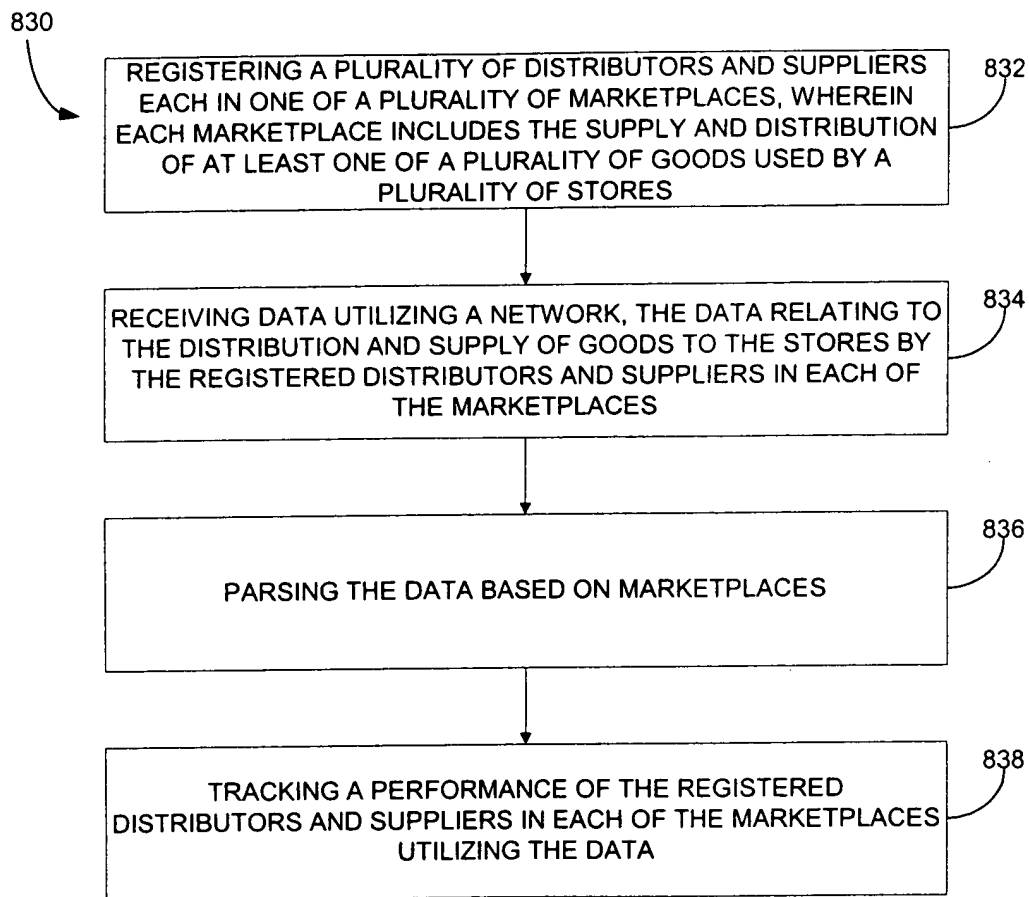 830
REGISTERING A PLURALITY OF DISTRIBUTORS AND SUPPLIERS
EACH IN ONE OF A PLURALITY OF MARKETPLACES, WHEREIN
EACH MARKETPLACE INCLUDES THE SUPPLY AND DISTRIBUTION
OF AT LEAST ONE OF A PLURALITY OF GOODS USED BY A
PLURALITY OF STORES
832
RECEIVING DATA UTILIZING A NETWORK, THE DATA RELATING TO
THE DISTRIBUTION AND SUPPLY OF GOODS TO THE STORES BY
THE REGISTERED DISTRIBUTORS AND SUPPLIERS IN EACH OF
THE MARKETPLACES
834
PARSING THE DATA BASED ON MARKETPLACES
836
TRACKING A PERFORMANCE OF THE REGISTERED
DISTRIBUTORS AND SUPPLIERS IN EACH OF THE MARKETPLACES
UTILIZING THE DATA
838